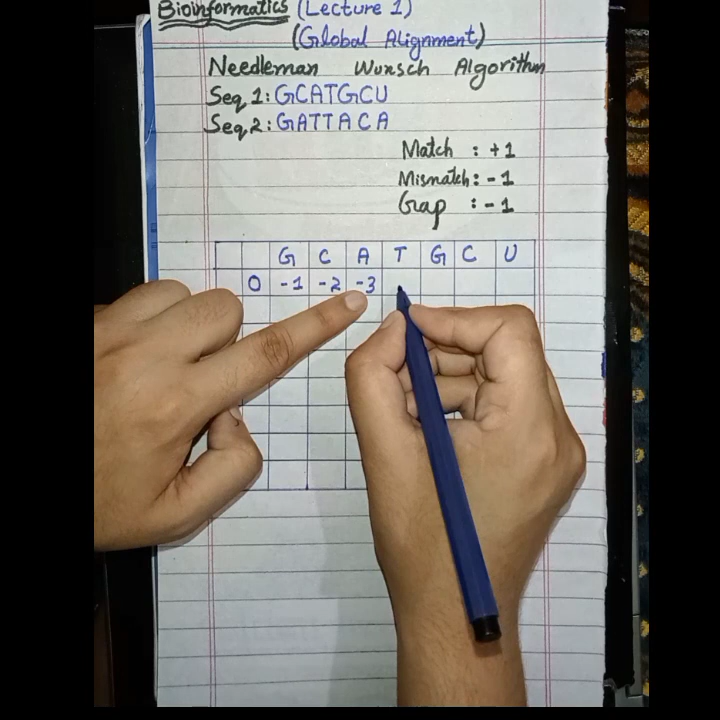 Bioinformatics (Lecture 1)
(Global Alignment)
Needleman Wunsch Algorithm
Seq 1: GCATGCU
Seq 2: GATTACA
Match : +1
Mismatch: -1
Gap : -1
G C A T G C U
0 -1 -2 -3